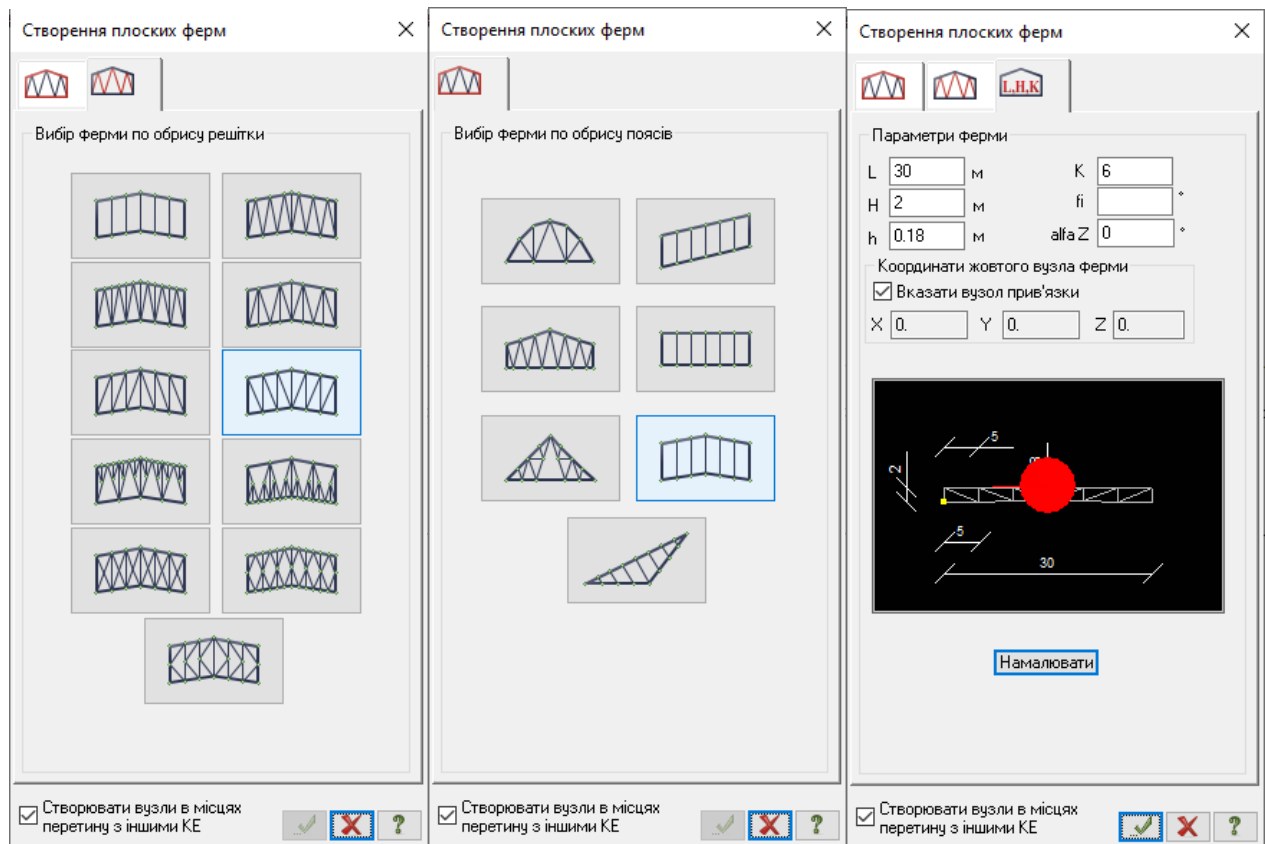 Створення плоских ферм
Вибір ферми по обрису решітки
Створювати вузли в місцях
перетину з іншими КЕ
?
Створення плоских ферм
Вибір ферми по обрису поясів
Створювати вузли в місцях
перетину з іншими КЕ
?
Створення плоских ферм
L,H,K
Параметри ферми
L 30 м K 6
H 2 м fi °
h 0.18 м alfa Z 0 °
Координати жовтого вузла ферми
Вказати вузол прив'язки
X 0. Y 0. Z 0.
5
2
5
30
Намалювати
Створювати вузли в місцях
перетину з іншими КЕ
?